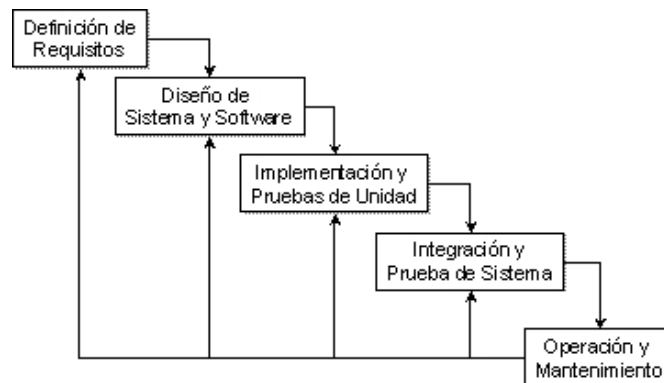 Definición de
Requisitos
Diseño de
Sistema y Software
Implementación y
Pruebas de Unidad
Integración y
Prueba de Sistema
Operación y
Mantenimiento